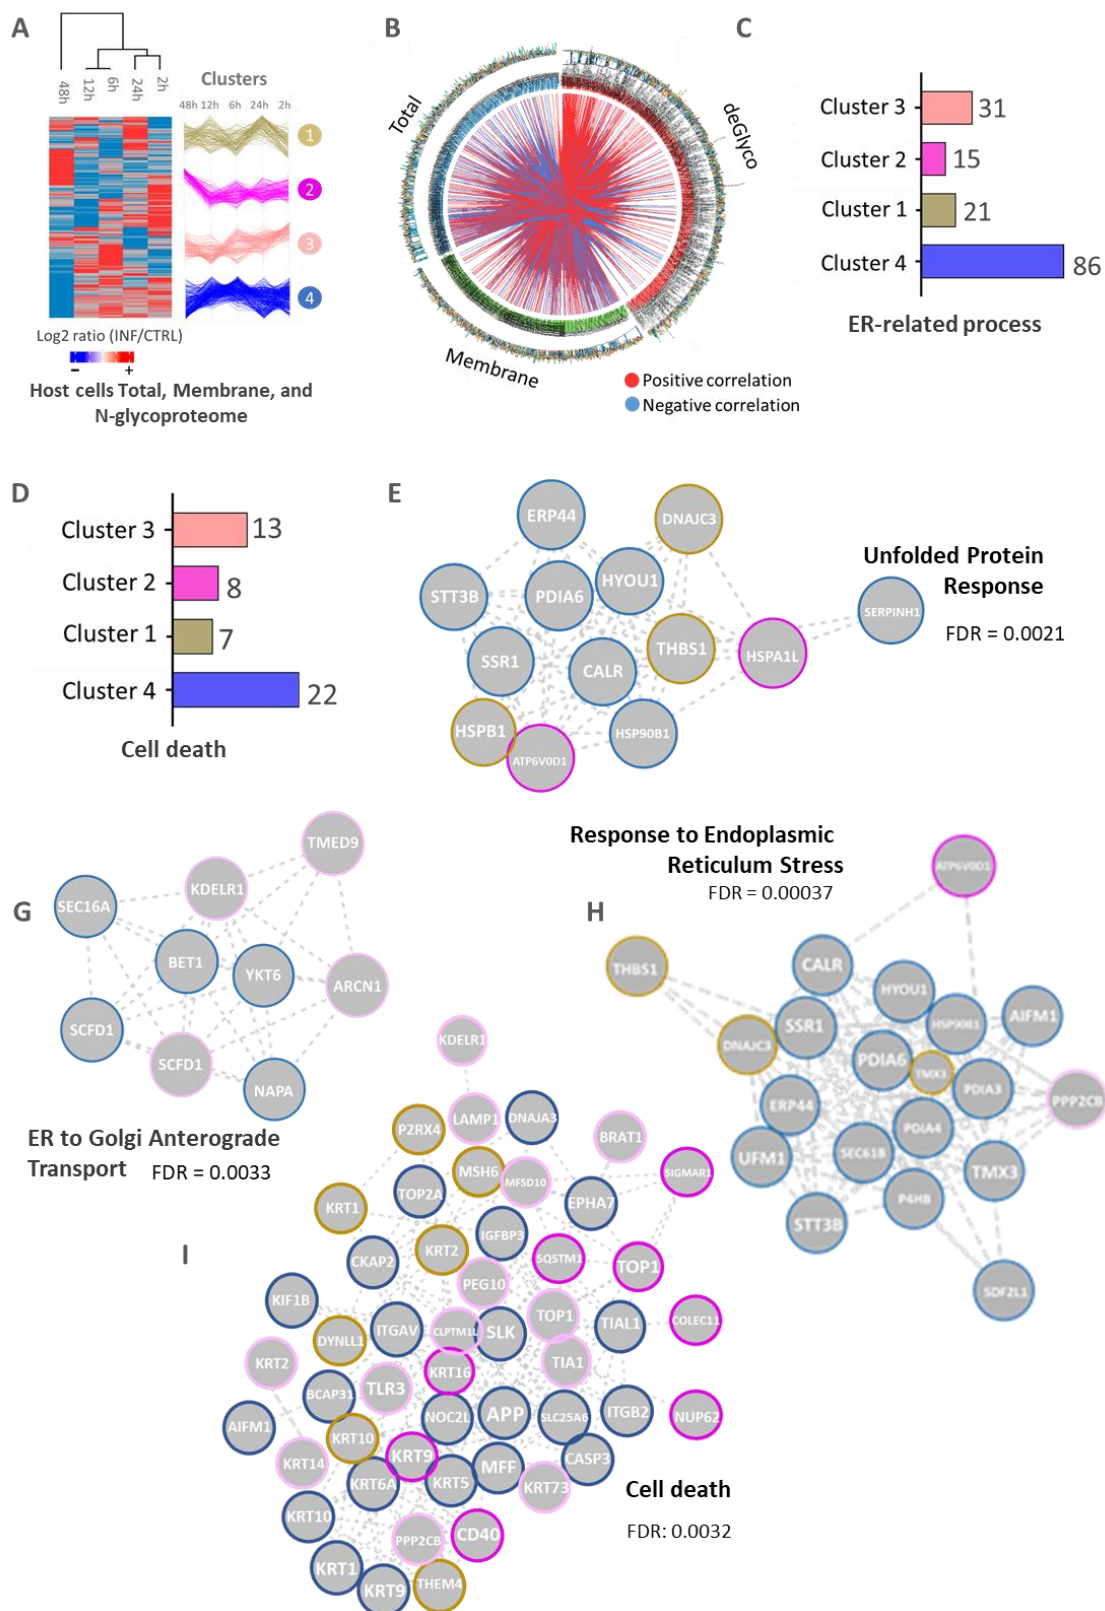 A
48h
12h
6h
24h
2h
Clusters
48h 12h 6h 24h 2h
1
2
3
4
Log2 ratio (INF/CTRL)
- +
Host cells Total, Membrane, and
N-glycoproteome
B
Total
deGlyco
Membrane
Positive correlation
Negative correlation
C
Cluster 3 31
Cluster 2 15
Cluster 1 21
Cluster 4 86
ER-related process
D
Cluster 3 13
Cluster 2 8
Cluster 1 7
Cluster 4 22
Cell death
E
ERP44
DNAJC3
HYOU1
STT3B
PDIA6
SERPINH1
THBS1
HSPA1L
SSR1
CALR
HSPB1
HSP90B1
ATP6V0D1
Unfolded Protein
Response
FDR = 0.0021
G
TMED9
KDELR1
SEC16A
BET1
YKT6
ARCN1
SCFD1
SCFD1
NAPA
ER to Golgi Anterograde
Transport
FDR = 0.0033
Response to Endoplasmic
Reticulum Stress
FDR = 0.00037
H
ATP6V0D1
THBS1
CALR
HYOU1
SSR1
HSP90B1
AIFM1
DNAJC3
PDIA6
TMX3
PDIA3
ERP44
PPP2CB
PDIA4
UFM1
SEC61B
TMX3
P4HB
STT3B
SDF2L1
I
KDELR1
LAMP1
DNAJA3
P2RX4
BRAT1
MSH6
MFSD10
SIGMAR1
TOP2A
EPHA7
KRT1
IGFBP3
CKAP2
KRT2
SQSTM1
TOP1
PEG10
KIF1B
TOP1
COLEC11
ITGAV
CLPTM1L
SLK
TIAL1
DYNLL1
KRT2
KRT16
TIA1
BCAP31
TLR3
AIFM1
NOC2L
APP
SLC25A6
ITGB2
NUP62
KRT10
KRT9
KRT14
KRT6A
KRT5
MFF
CASP3
KRT73
KRT10
PPP2CB
CD40
KRT1
KRT9
THEM4
Cell death
FDR: 0.0032